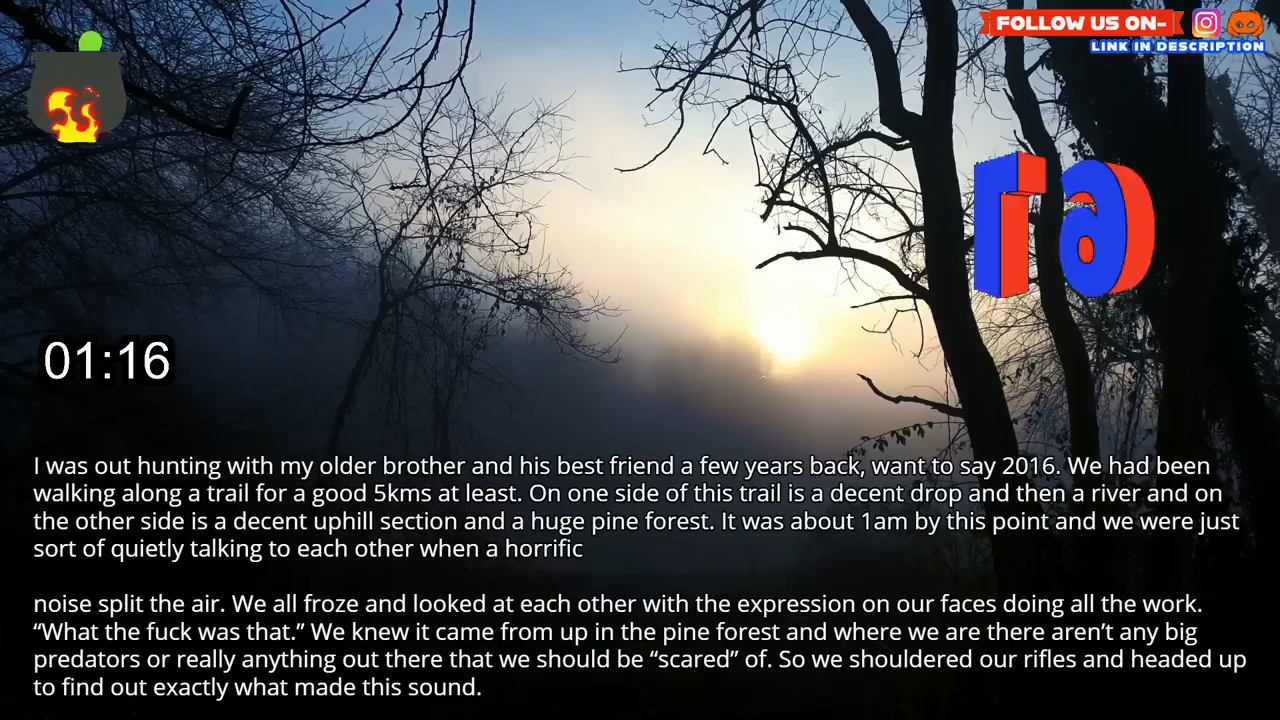 FOLLOW US ON-
LINK IN DESCRIPTION
01:16
I was out hunting with my older brother and his best friend a few years back, want to say 2016. We had been
walking along a trail for a good 5kms at least. On one side of this trail is a decent drop and then a river and on
the other side is a decent uphill section and a huge pine forest. It was about 1am by this point and we were just
sort of quietly talking to each other when a horrific
noise split the air. We all froze and looked at each other with the expression on our faces doing all the work.
“What the fuck was that.” We knew it came from up in the pine forest and where we are there aren’t any big
predators or really anything out there that we should be “scared” of. So we shouldered our rifles and headed up
to find out exactly what made this sound.